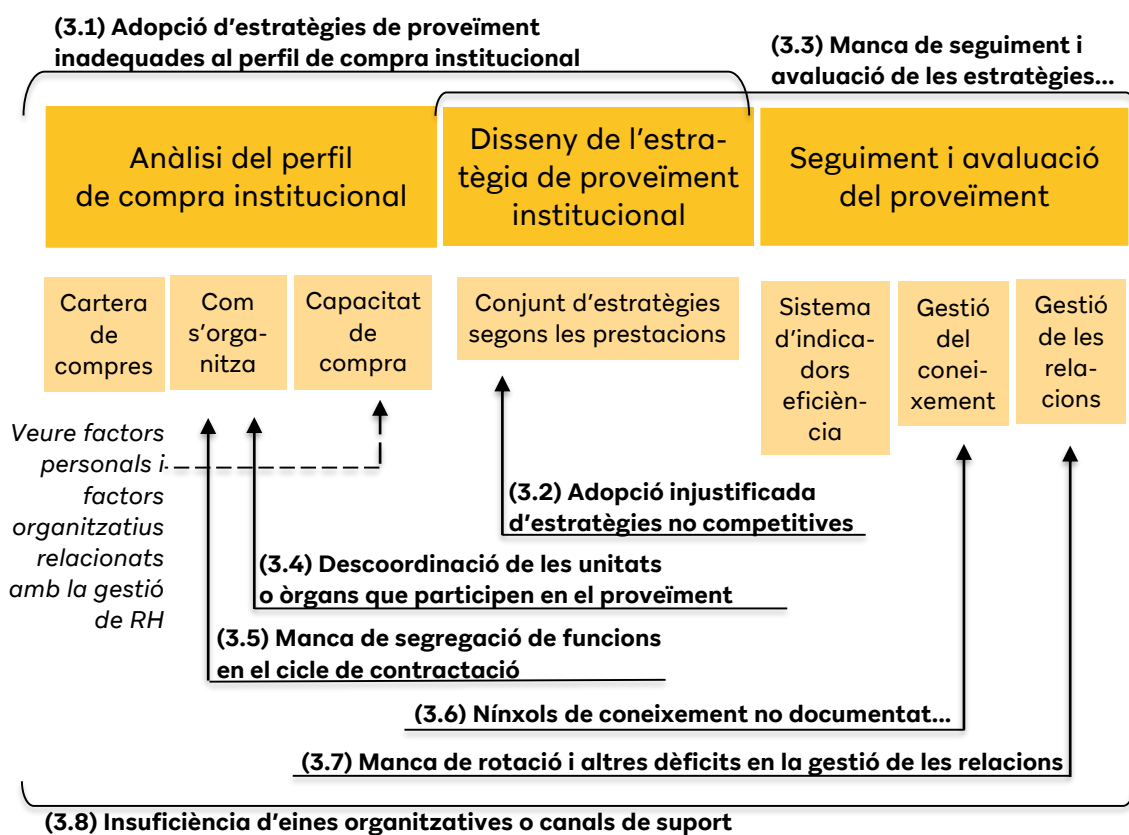 (3.1) Adopció d'estratègies de proveïment
inadequades al perfil de compra institucional
(3.3) Manca de seguiment i
avaluació de les estratègies...
Anàlisi del perfil
de compra institucional
Disseny de l'estra-
tègia de proveïment
institucional
Seguiment i avaluació
del proveïment
Cartera
de
compres
Com
s'orga-
nitza
Capacitat
de
compra
Conjunt d'estratègies
segons les prestacions
Sistema
d'indica-
dors
eficièn-
cia
Gestió
del
conei-
xement
Gestió
de les
rela-
cions
Veure factors
personals i
factors
organitzatius
relacionats
amb la gestió
de RH
(3.2) Adopció injustificada
d'estratègies no competitives
(3.4) Descoordinació de les unitats
o òrgans que participen en el proveïment
(3.5) Manca de segregació de funcions
en el cicle de contractació
(3.6) Nínxols de coneixement no documentat...
(3.7) Manca de rotació i altres dèficits en la gestió de les relacions
(3.8) Insuficiència d'eines organitzatives o canals de suport